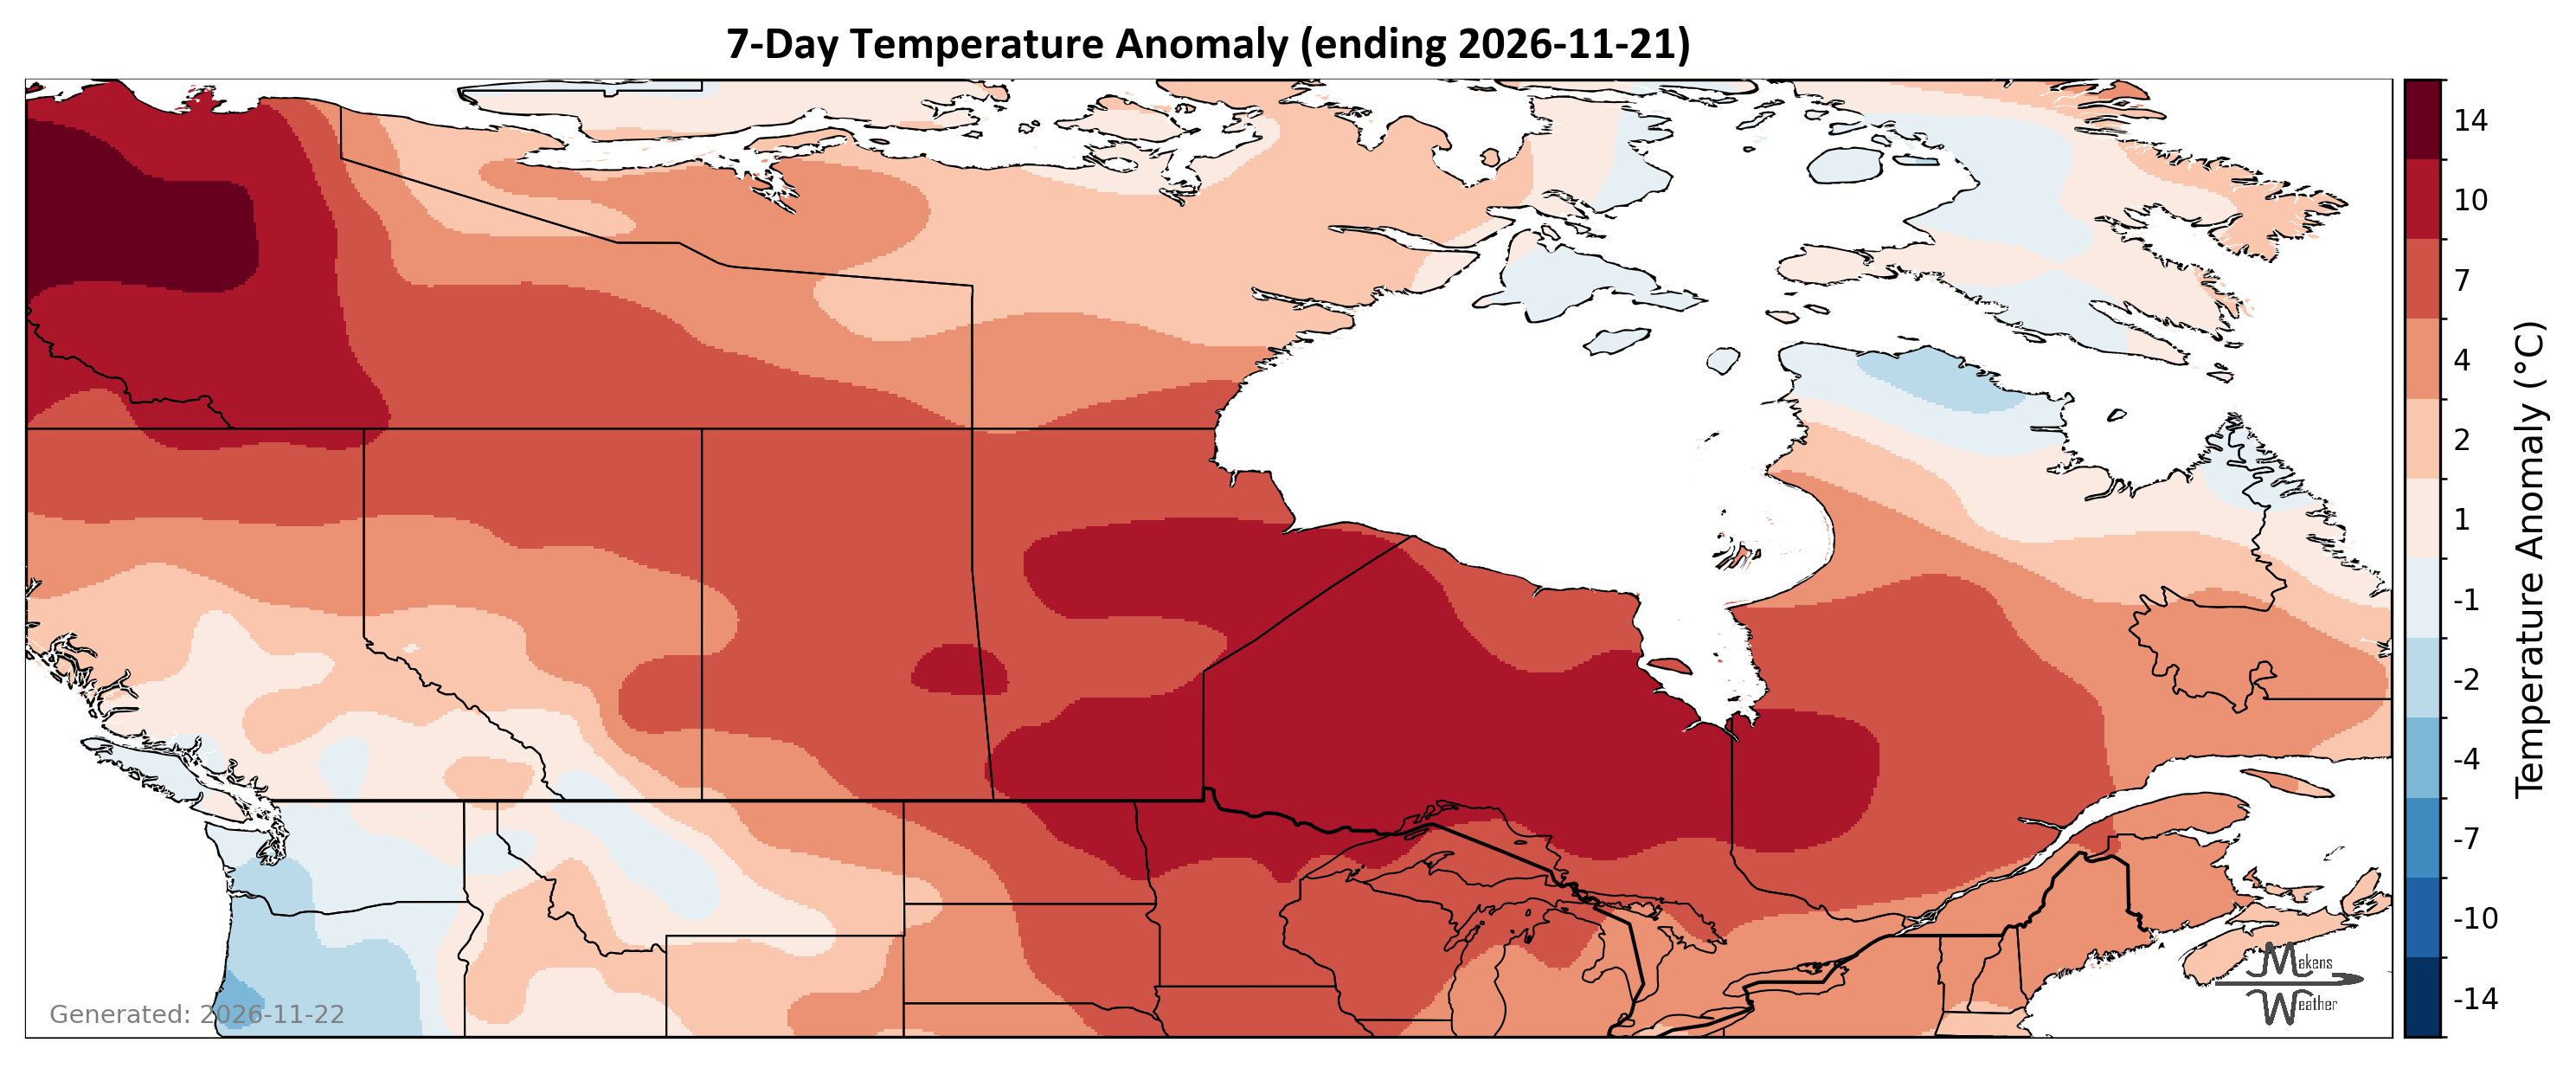 7-Day Temperature Anomaly (ending 2026-11-21)
14
10
7
4
2
1
-1
-2
-4
-7
-10
-14
Temperature Anomaly (°C)
Generated: 2026-11-22
Makens
Weather